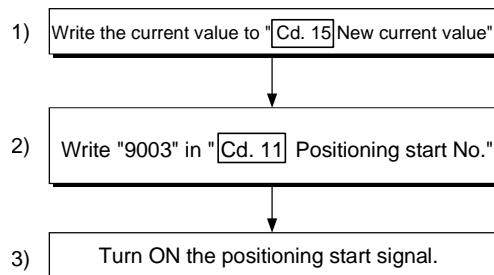 1) Write the current value to "Cd. 15 New current value"
2) Write "9003" in "Cd. 11 Positioning start No."
3) Turn ON the positioning start signal.